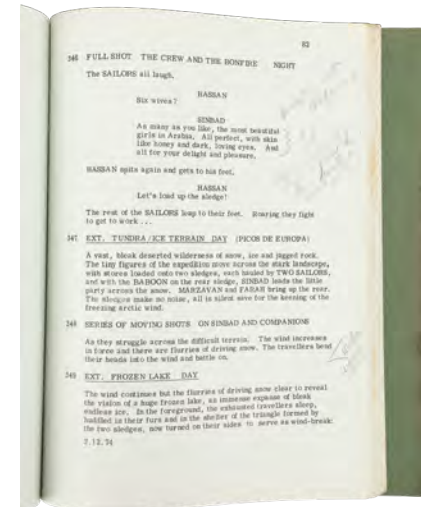 82
346 FULL SHOT THE CREW AND THE BONFIRE NIGHT
The SAILORS all laugh.
HASSAN
Six wives?
SINBAD
As many as you like, the most beautiful
girls in Arabia. All perfect, with skin
like honey and dark, loving eyes. And
all for your delight and pleasure.
HASSAN spits again and gets to his feet.
HASSAN
Let's load up the sledge!
The rest of the SAILORS leap to their feet. Roaring they fight
to get to work ...
347 EXT. TUNDRA/ICE TERRAIN DAY (PICOS DE EUROPA)
A vast, bleak deserted wilderness of snow, ice and jagged rock.
The tiny figures of the expedition move across the stark landscape,
with stores loaded onto two sledges, each hauled by TWO SAILORS,
and with the BABOON on the rear sledge, SINBAD leads the little
party across the snow. MARZAVAN and FARAH bring up the rear.
The sledges make no noise, all is silent save for the keening of the
freezing arctic wind.
348 SERIES OF MOVING SHOTS ON SINBAD AND COMPANIONS
As they struggle across the difficult terrain. The wind increases
in force and there are flurries of driving snow. The travellers bend
their heads into the wind and battle on.
349 EXT. FROZEN LAKE DAY
The wind continues but the flurries of driving snow clear to reveal
the vision of a huge frozen lake, an immense expanse of bleak
endless ice. In the foreground, the exhausted travellers sleep,
huddled in their furs and in the shelter of the triangle formed by
the two sledges, now turned on their sides to serve as wind-break.
2.12.74